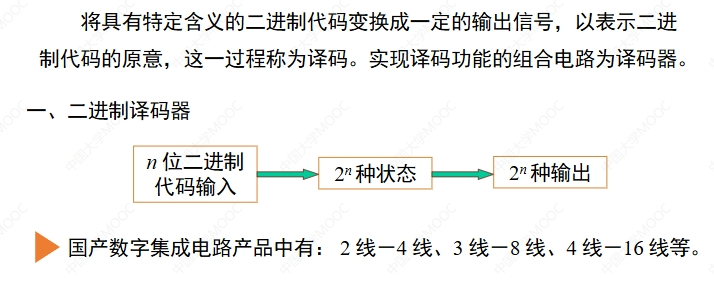 将具有特定含义的二进制代码变换成一定的输出信号，以表示二进
制代码的原意，这一过程称为译码。实现译码功能的组合电路为译码器。
一、二进制译码器
n 位二进制
代码输入
2ⁿ 种状态
2ⁿ 种输出
国产数字集成电路产品中有： 2 线－4 线、3 线－8 线、4 线－16 线等。